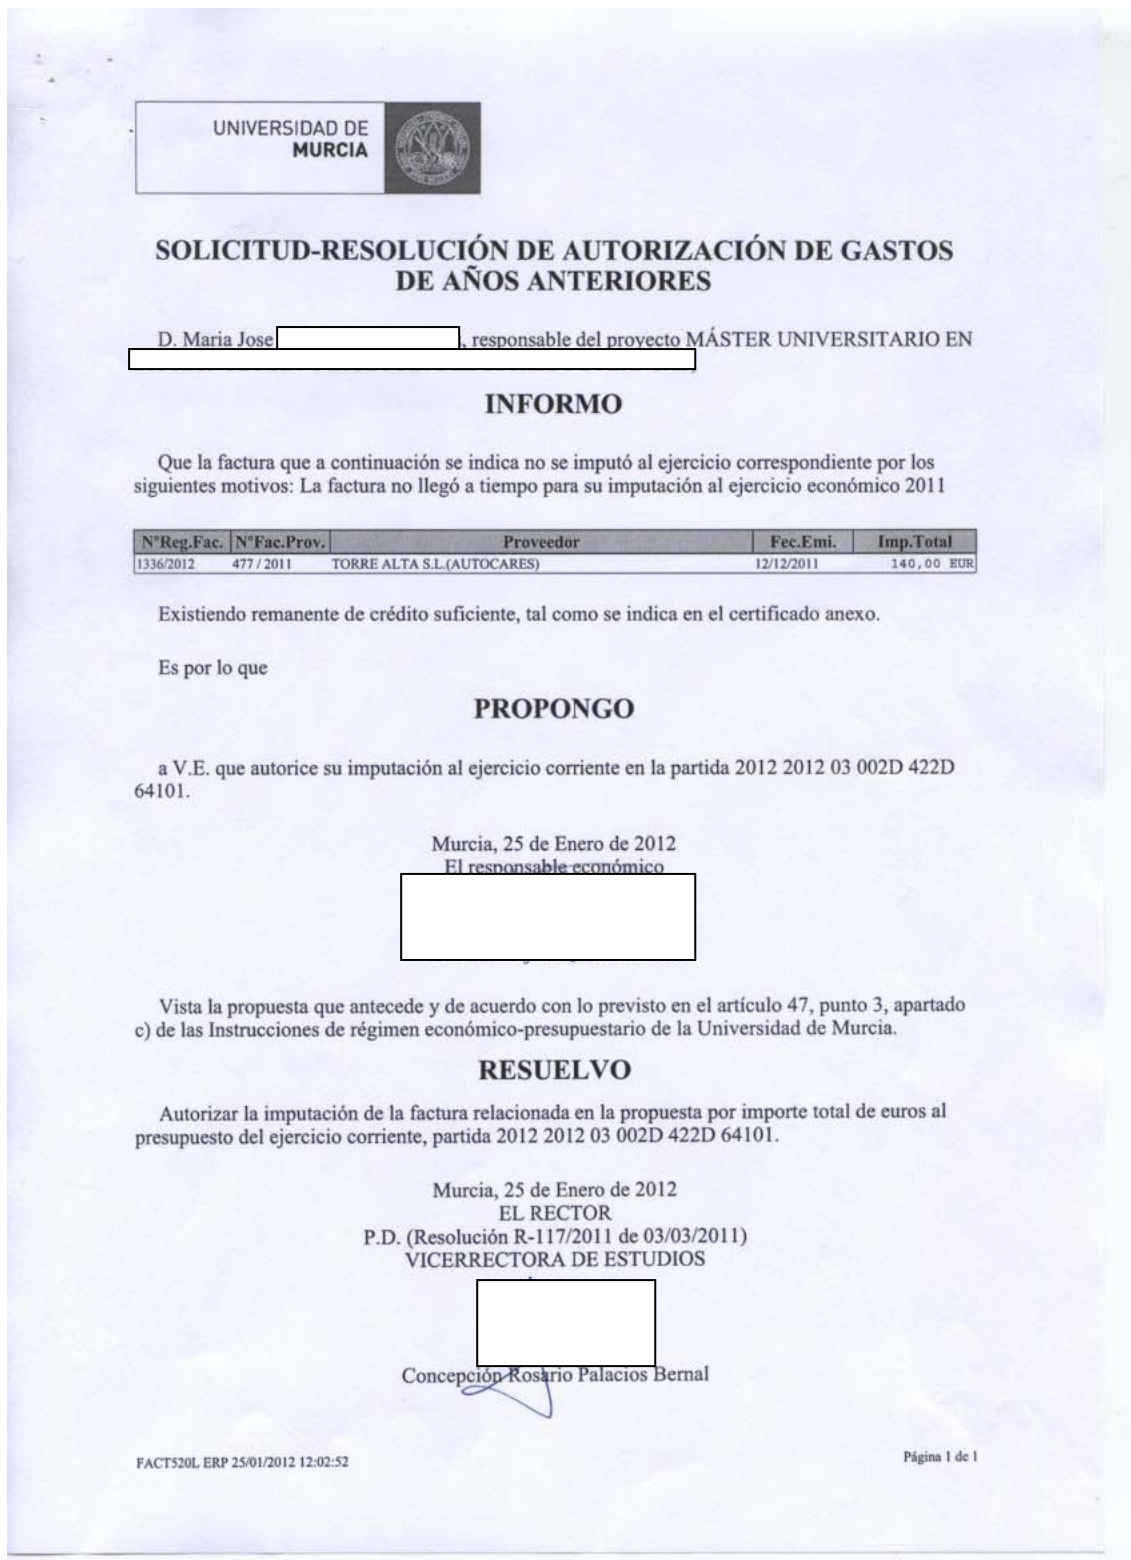 UNIVERSIDAD DE
MURCIA
SOLICITUD-RESOLUCIÓN DE AUTORIZACIÓN DE GASTOS
DE AÑOS ANTERIORES
D. Maria Jose , responsable del proyecto MÁSTER UNIVERSITARIO EN
INFORMO
Que la factura que a continuación se indica no se imputó al ejercicio correspondiente por los
siguientes motivos: La factura no llegó a tiempo para su imputación al ejercicio económico 2011
NºReg.Fac. NºFac.Prov. Proveedor Fec.Emi. Imp.Total
1336/2012 477 / 2011 TORRE ALTA S.L.(AUTOCARES) 12/12/2011 140,00 EUR
Existiendo remanente de crédito suficiente, tal como se indica en el certificado anexo.
Es por lo que
PROPONGO
a V.E. que autorice su imputación al ejercicio corriente en la partida 2012 2012 03 002D 422D
64101.
Murcia, 25 de Enero de 2012
El responsable económico
Vista la propuesta que antecede y de acuerdo con lo previsto en el artículo 47, punto 3, apartado
c) de las Instrucciones de régimen económico-presupuestario de la Universidad de Murcia.
RESUELVO
Autorizar la imputación de la factura relacionada en la propuesta por importe total de euros al
presupuesto del ejercicio corriente, partida 2012 2012 03 002D 422D 64101.
Murcia, 25 de Enero de 2012
EL RECTOR
P.D. (Resolución R-117/2011 de 03/03/2011)
VICERRECTORA DE ESTUDIOS
Concepción Rosario Palacios Bernal
FACT520L ERP 25/01/2012 12:02:52
Página 1 de 1